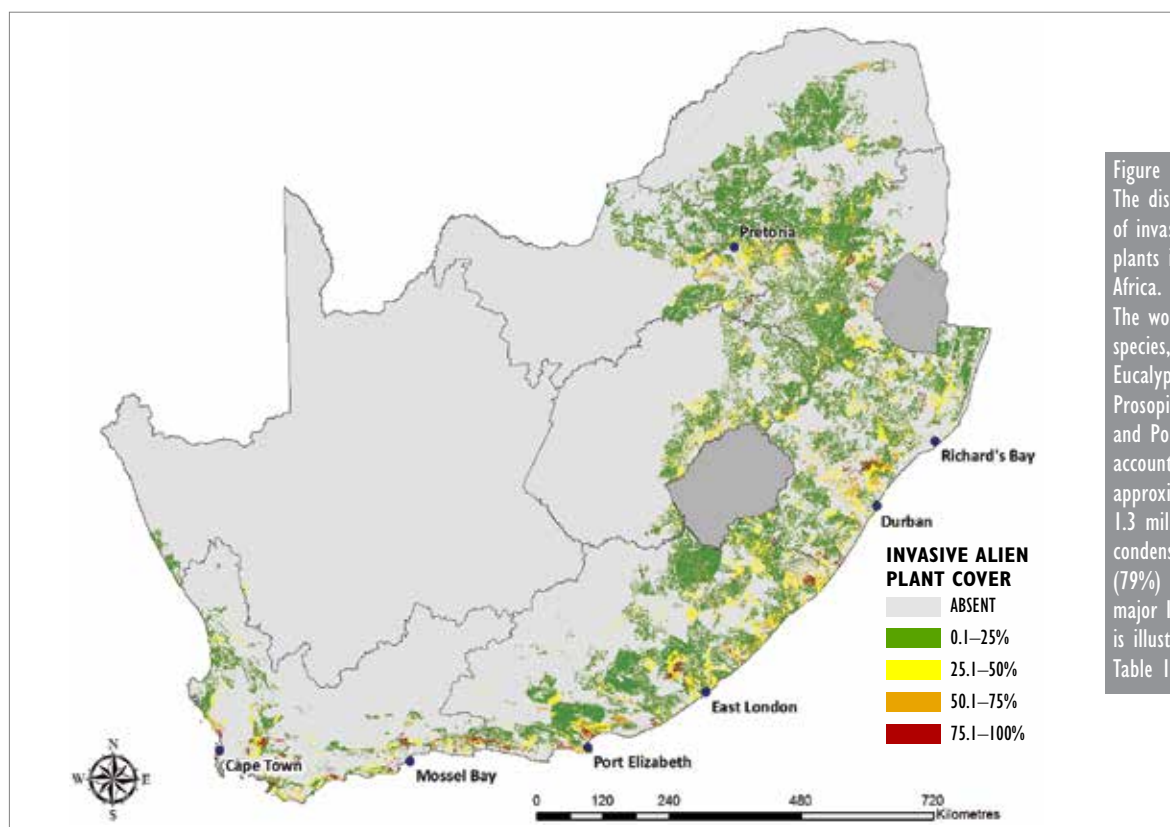 Pretoria
Richard's Bay
Durban
INVASIVE ALIEN
PLANT COVER
ABSENT
0.1–25%
25.1–50%
50.1–75%
75.1–100%
East London
Port Elizabeth
Mossel Bay
Cape Town
N
W E
S
0 120 240 480 720
Kilometres
Figure
The dis
of invas
plants
Africa.
The wo
species,
Eucalyp
Prosopi
and Po
account
approxi
1.3 mil
condens
(79%)
major
is illust
Table 1